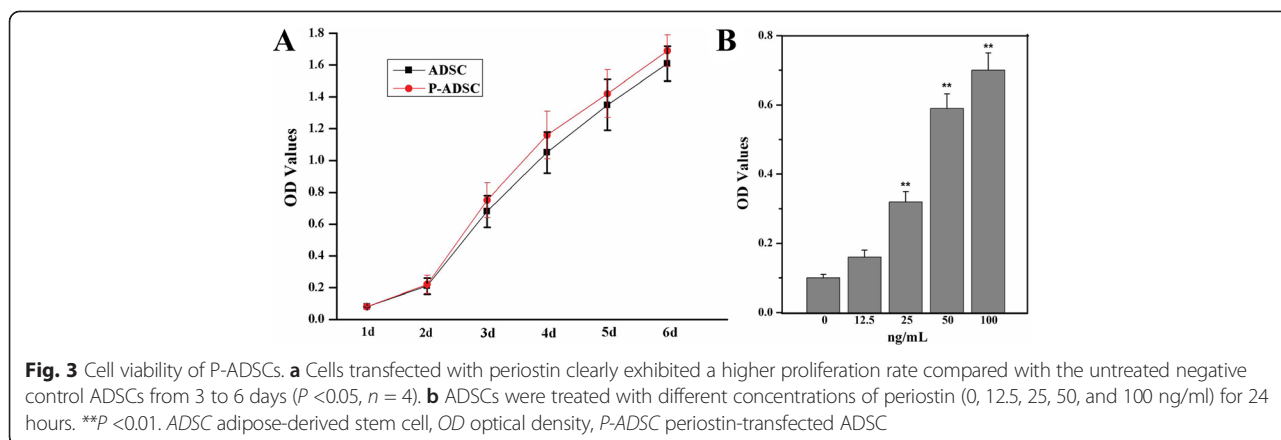 A
B
1.8
1.6
1.4
1.2
1.0
0.8
0.6
0.4
0.2
0.0
OD Values
ADSC
P-ADSC
1d 2d 3d 4d 5d 6d
0.8
0.6
0.4
0.2
0.0
OD Values
**
**
**
0 12.5 25 50 100
ng/mL
Fig. 3 Cell viability of P-ADSCs. a Cells transfected with periostin clearly exhibited a higher proliferation rate compared with the untreated negative
control ADSCs from 3 to 6 days (P <0.05, n = 4). b ADSCs were treated with different concentrations of periostin (0, 12.5, 25, 50, and 100 ng/ml) for 24
hours. **P <0.01. ADSC adipose-derived stem cell, OD optical density, P-ADSC periostin-transfected ADSC